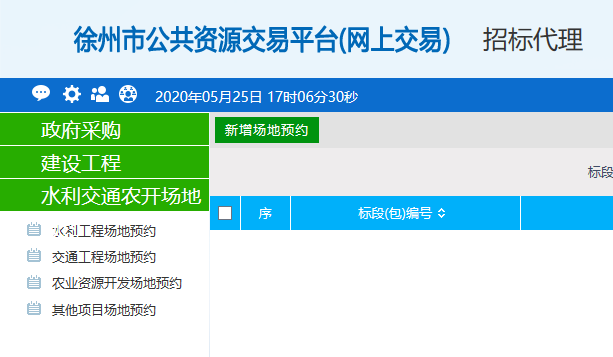 徐州市公共资源交易平台(网上交易) 招标代理
2020年05月25日 17时06分30秒
政府采购
建设工程
水利交通农开场地
水利工程场地预约
交通工程场地预约
农业资源开发场地预约
其他项目场地预约
新增场地预约
标段
序 标段(包)编号